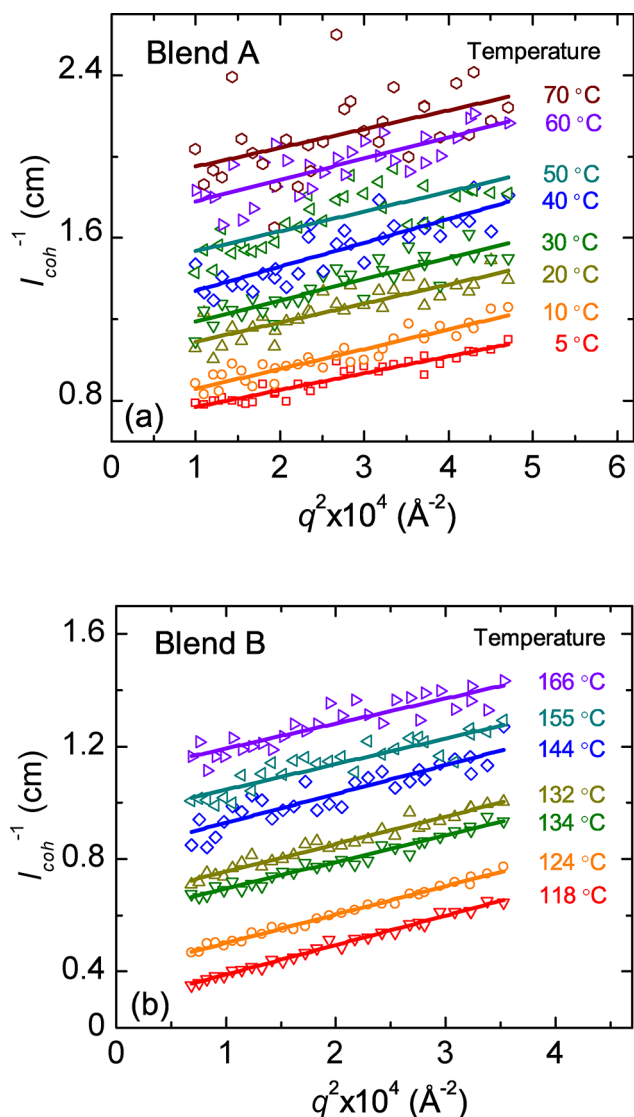 Blend A
Temperature
2.4
70 °C
60 °C
50 °C
1.6
40 °C
30 °C
20 °C
10 °C
5 °C
0.8
(a)
I_coh^-1 (cm)
0 1 2 3 4 5 6
q^2x10^4 (Å^-2)
1.6
Blend B
Temperature
166 °C
1.2
155 °C
144 °C
0.8
132 °C
134 °C
124 °C
118 °C
0.4
(b)
0
I_coh^-1 (cm)
0 1 2 3 4
q^2x10^4 (Å^-2)